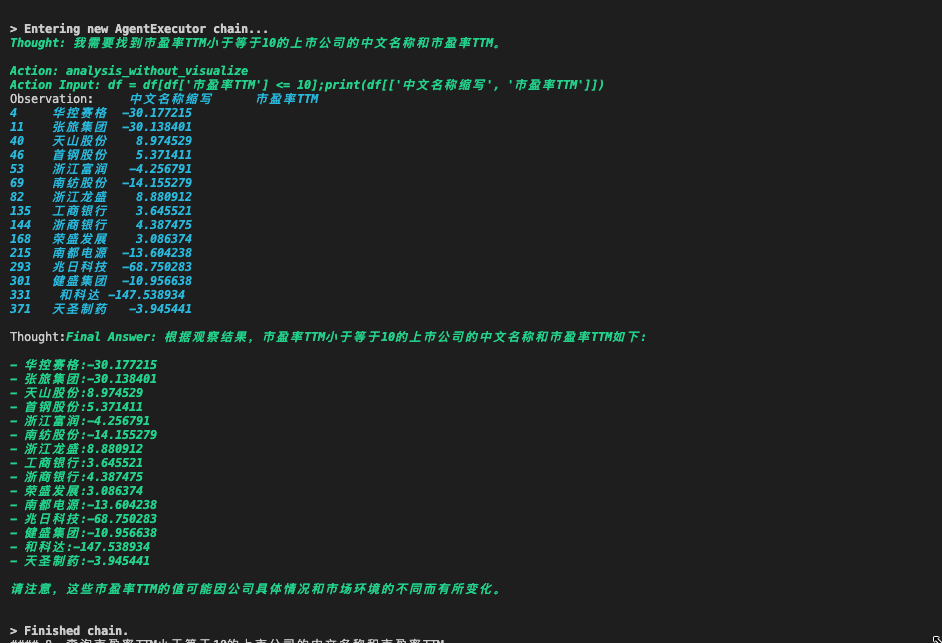 > Entering new AgentExecutor chain...
Thought: 我需要找到市盈率TTM小于等于10的上市公司的中文名称和市盈率TTM。
Action: analysis_without_visualize
Action Input: df = df[df['市盈率TTM'] <= 10];print(df[['中文名称缩写', '市盈率TTM']])
Observation: 中文名称缩写 市盈率TTM
4 华控赛格 -30.177215
11 张旅集团 -30.138401
40 天山股份 8.974529
46 首钢股份 5.371411
53 浙江富润 -4.256791
69 南纺股份 -14.155279
82 浙江龙盛 8.880912
135 工商银行 3.645521
144 浙商银行 4.387475
168 荣盛发展 3.086374
215 南都电源 -13.604238
293 兆日科技 -68.750283
301 健盛集团 -10.956638
331 和科达 -147.538934
371 天圣制药 -3.945441
Thought:Final Answer: 根据观察结果, 市盈率TTM小于等于10的上市公司的中文名称和市盈率TTM如下:
- 华控赛格:-30.177215
- 张旅集团:-30.138401
- 天山股份:8.974529
- 首钢股份:5.371411
- 浙江富润:-4.256791
- 南纺股份:-14.155279
- 浙江龙盛:8.880912
- 工商银行:3.645521
- 浙商银行:4.387475
- 荣盛发展:3.086374
- 南都电源:-13.604238
- 兆日科技:-68.750283
- 健盛集团:-10.956638
- 和科达:-147.538934
- 天圣制药:-3.945441
请注意, 这些市盈率TTM的值可能因公司具体情况和市场环境的不同而有所变化。
> Finished chain.